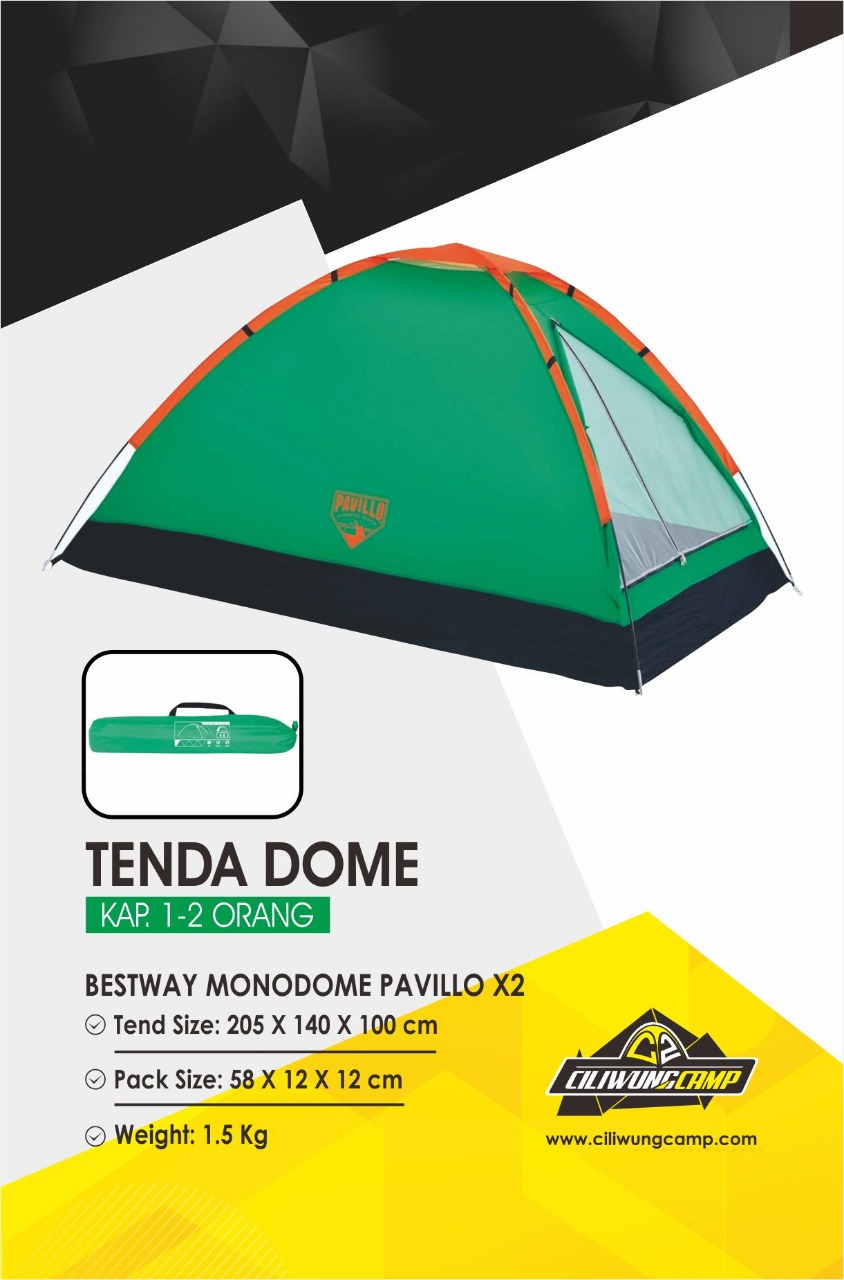 PAVILLO
TENDA DOME
KAP. 1-2 ORANG
BESTWAY MONODOME PAVILLO X2
Tend Size: 205 X 140 X 100 cm
Pack Size: 58 X 12 X 12 cm
Weight: 1.5 Kg
C2
CILIWUNGCAMP
www.ciliwungcamp.com